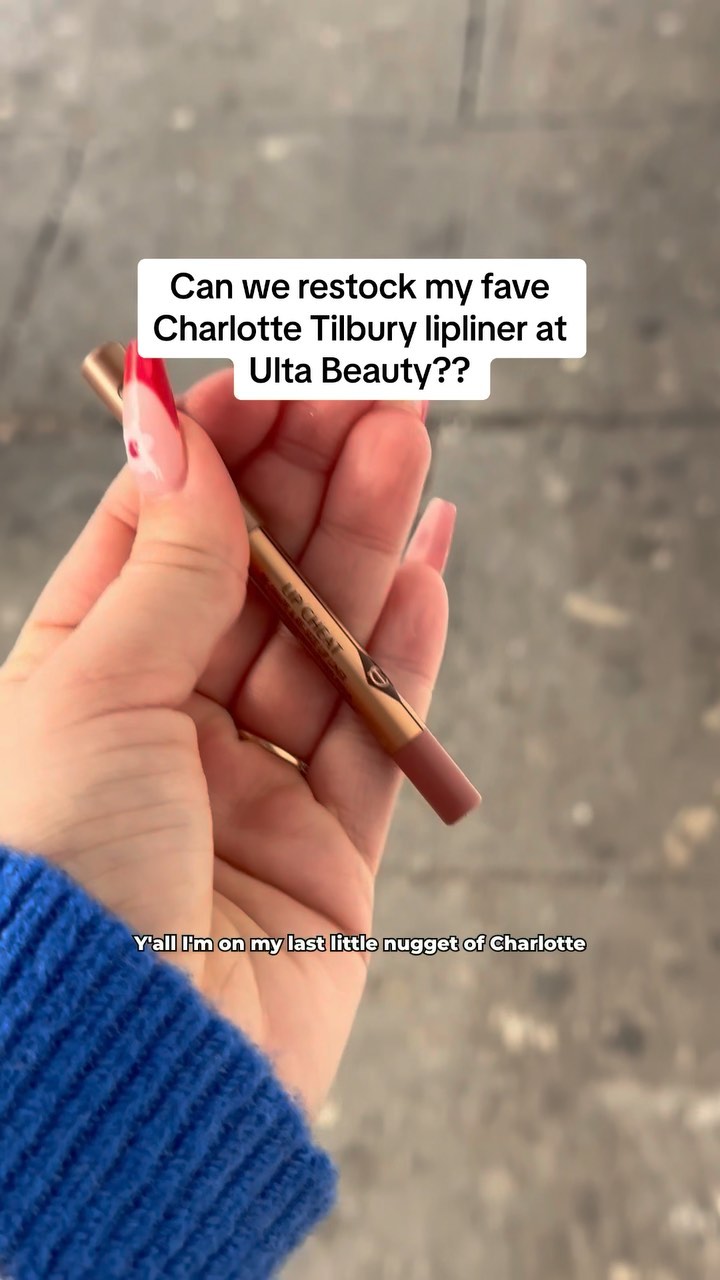 Can we restock my fave
Charlotte Tilbury lipliner at
Ulta Beauty??
LIP CHEAT
Y'all I'm on my last little nugget of Charlotte